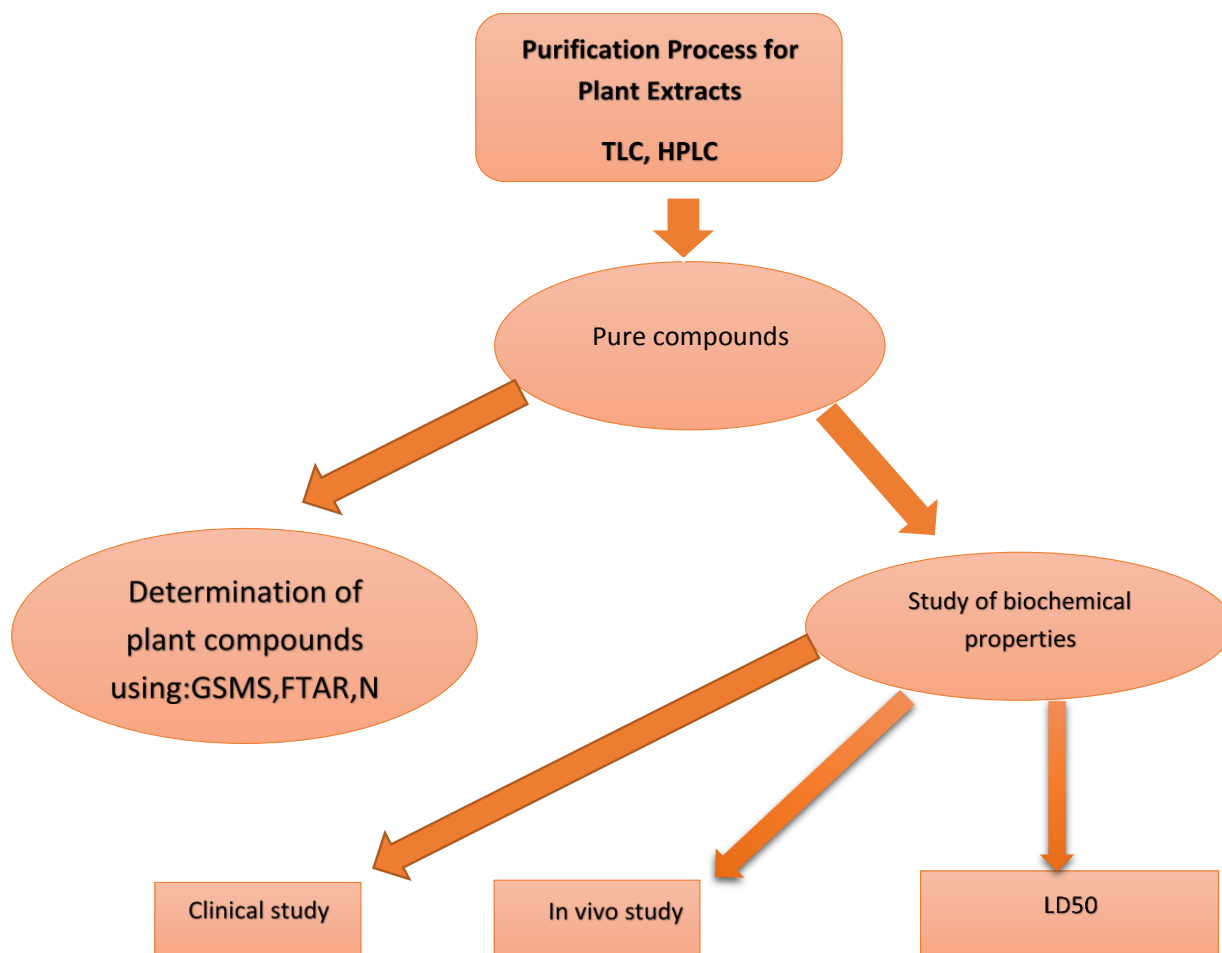 Purification Process for
Plant Extracts
TLC, HPLC
Pure compounds
Determination of
plant compounds
using:GSMS,FTAR,N
Study of biochemical
properties
Clinical study
In vivo study
LD50